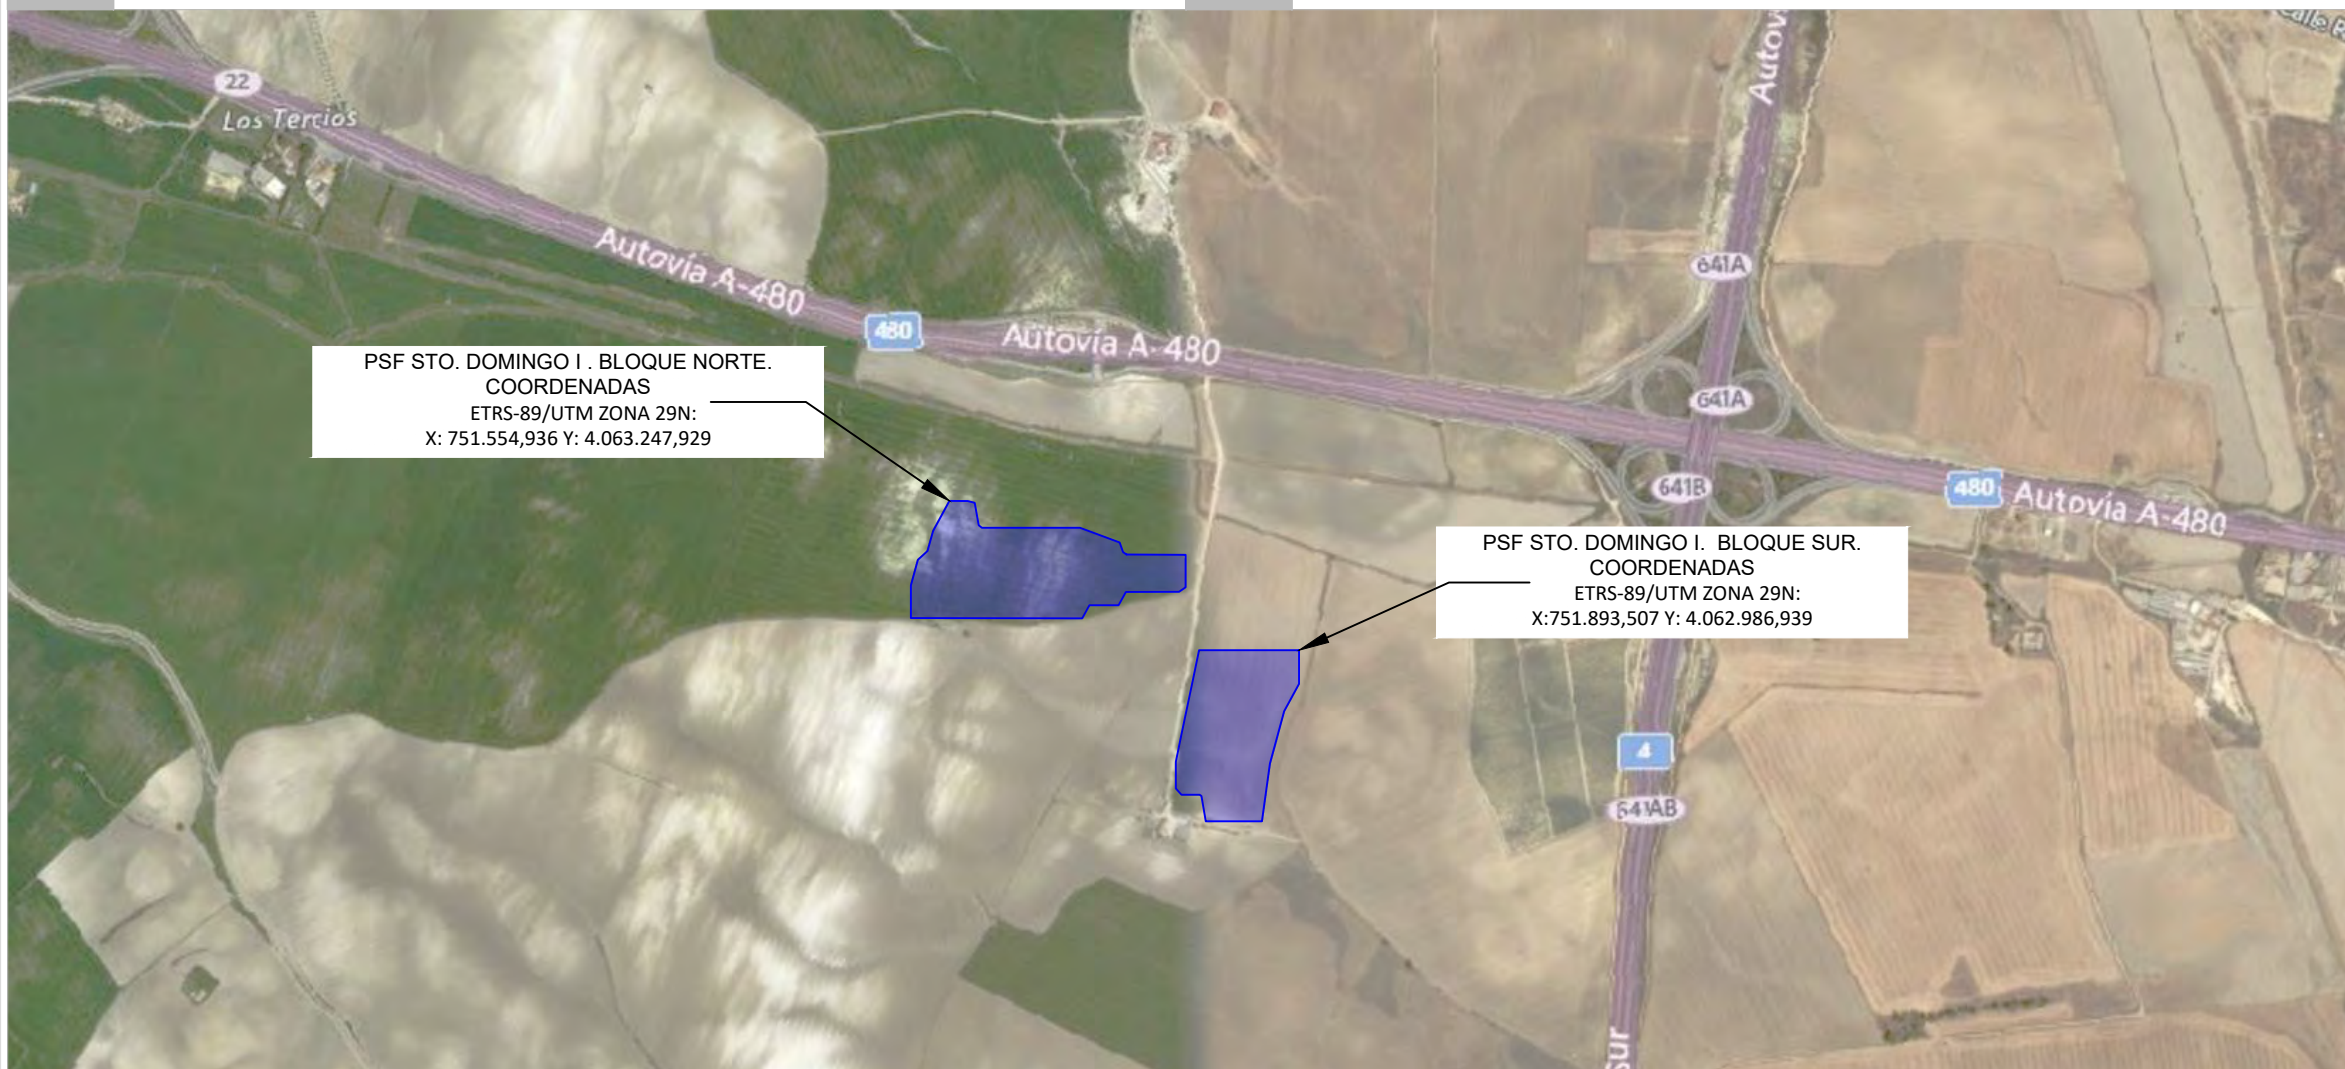 22
Los Tercios
Autovía A-480
480
Autovía A-480
Autov
Calle R
641A
641A
641B
480
Autovía A-480
PSF STO. DOMINGO I . BLOQUE NORTE.
COORDENADAS
ETRS-89/UTM ZONA 29N:
X: 751.554,936 Y: 4.063.247,929
PSF STO. DOMINGO I. BLOQUE SUR.
COORDENADAS
ETRS-89/UTM ZONA 29N:
X:751.893,507 Y: 4.062.986,939
4
641AB
Sur